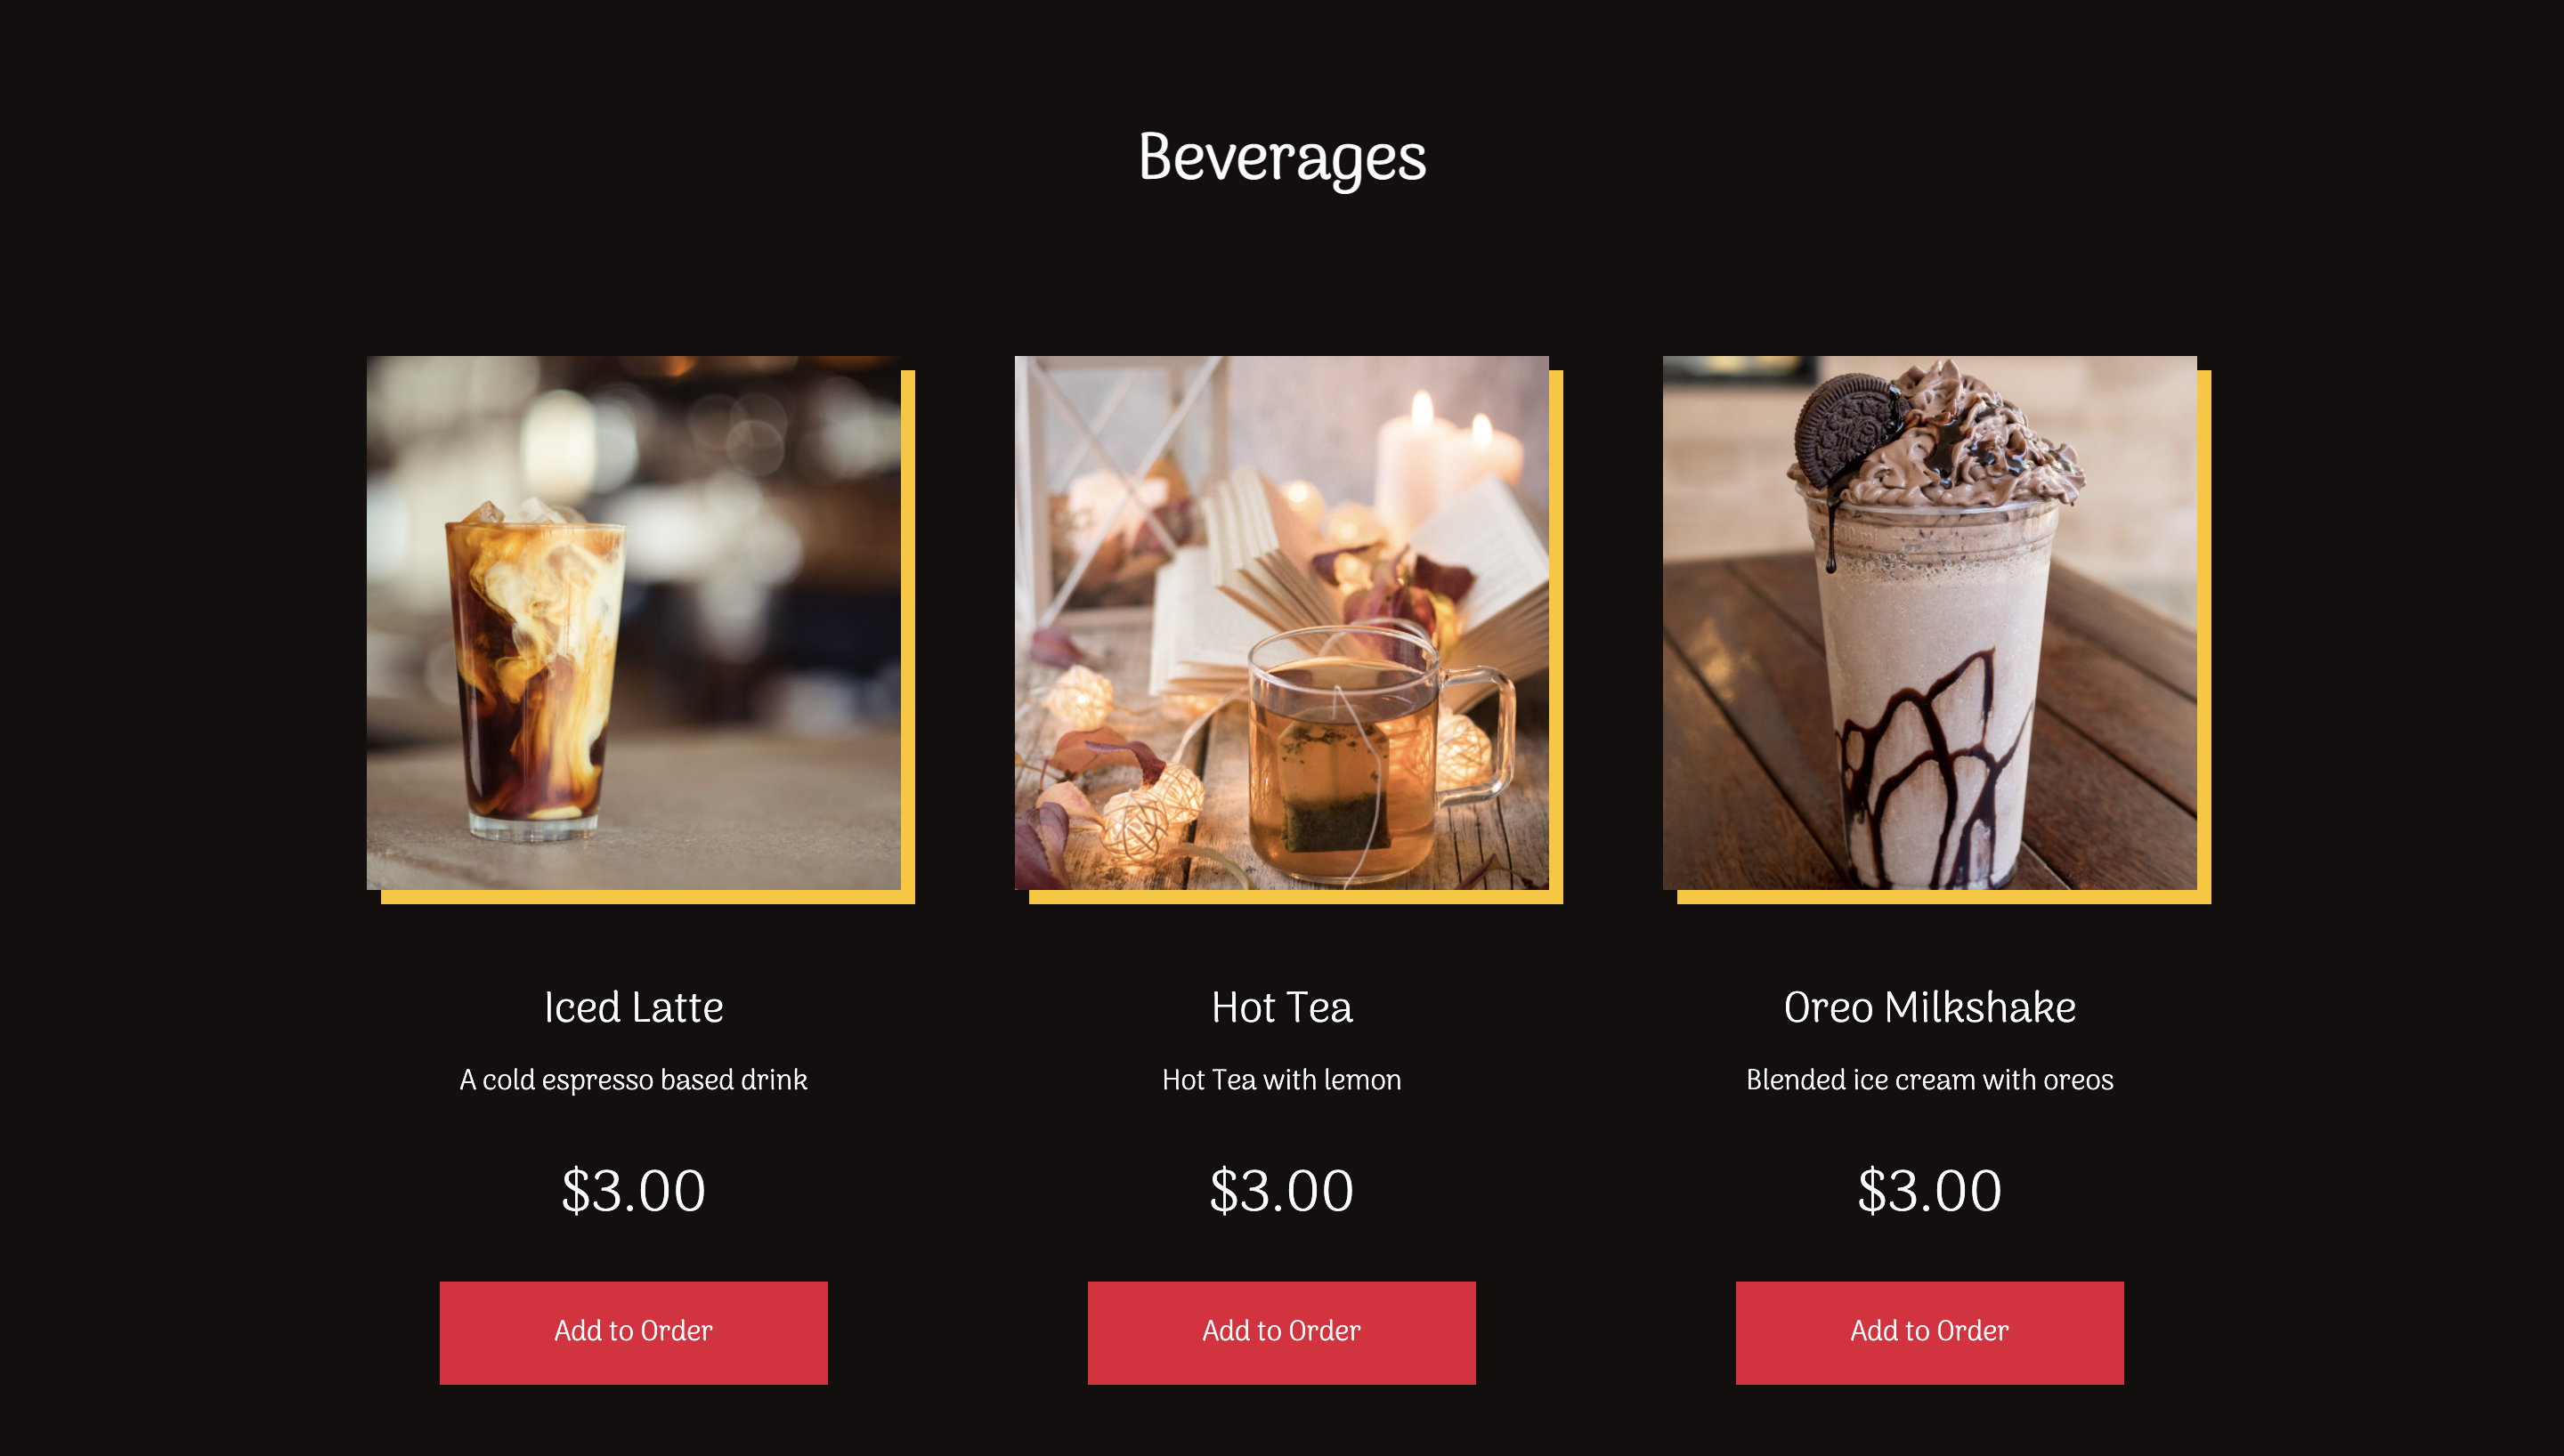 Beverages
Iced Latte
A cold espresso based drink
$3.00
Add to Order
Hot Tea
Hot Tea with lemon
$3.00
Add to Order
Oreo Milkshake
Blended ice cream with oreos
$3.00
Add to Order